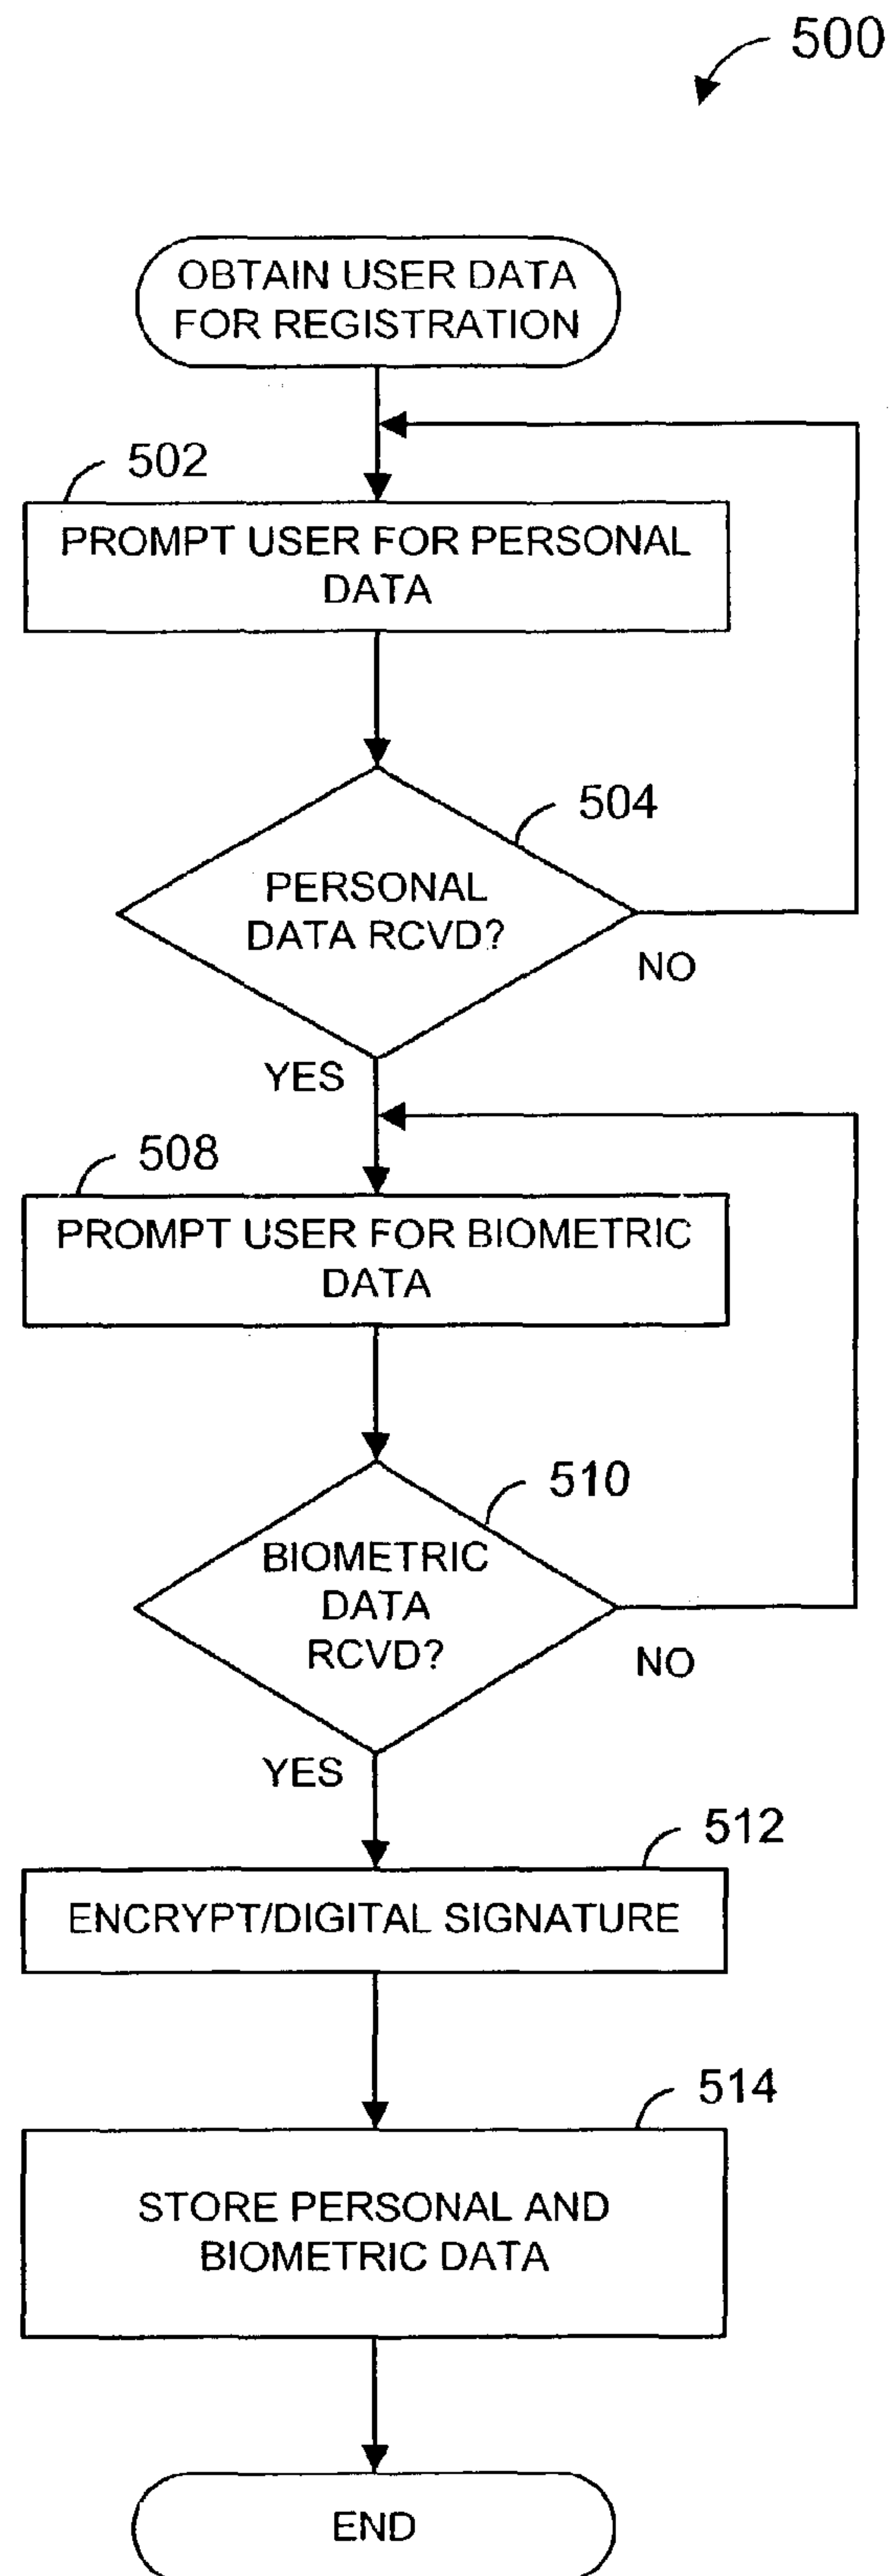 500
OBTAIN USER DATA
FOR REGISTRATION
502
PROMPT USER FOR PERSONAL
DATA
504
PERSONAL
DATA RCVD?
NO
YES
508
PROMPT USER FOR BIOMETRIC
DATA
510
BIOMETRIC
DATA
RCVD?
NO
YES
512
ENCRYPT/DIGITAL SIGNATURE
514
STORE PERSONAL AND
BIOMETRIC DATA
END